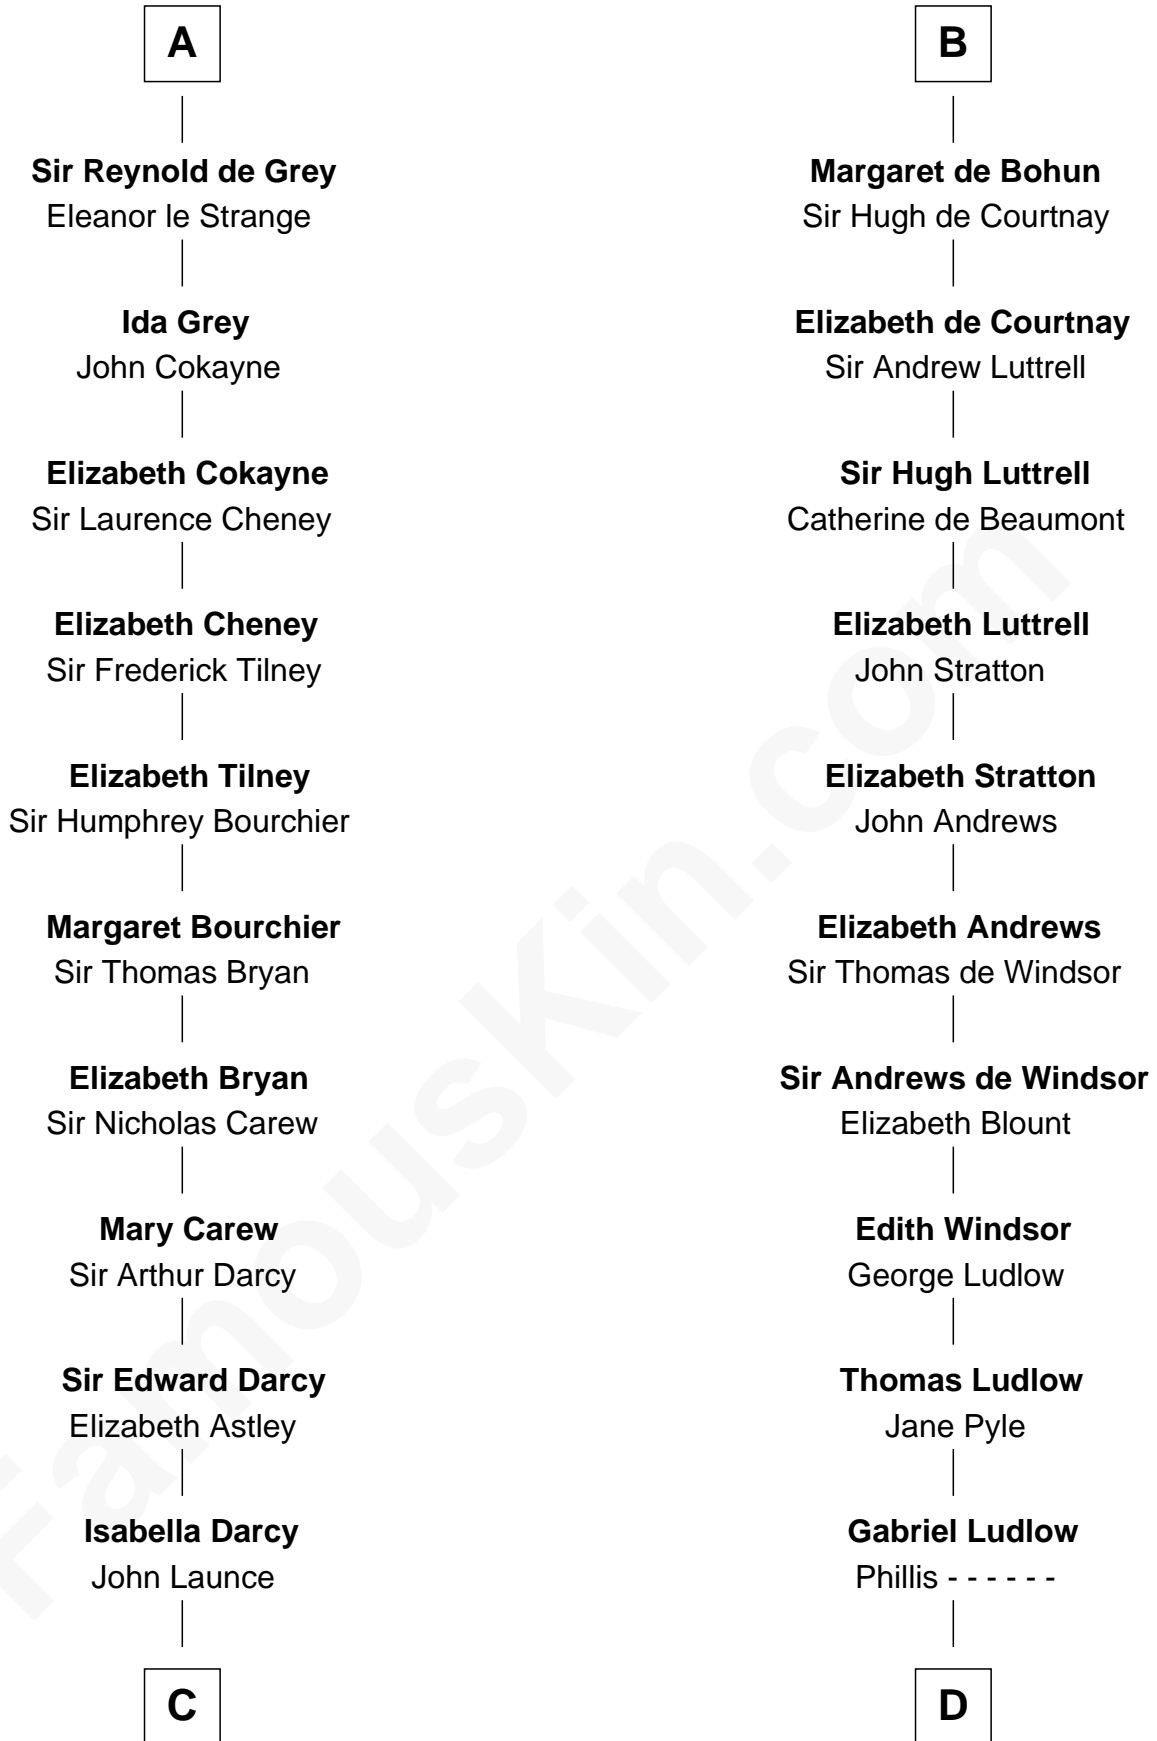 A
Sir Reynold de Grey
Eleanor le Strange
Ida Grey
John Cokayne
Elizabeth Cokayne
Sir Laurence Cheney
Elizabeth Cheney
Sir Frederick Tilney
Elizabeth Tilney
Sir Humphrey Bourchier
Margaret Bourchier
Sir Thomas Bryan
Elizabeth Bryan
Sir Nicholas Carew
Mary Carew
Sir Arthur Darcy
Sir Edward Darcy
Elizabeth Astley
Isabella Darcy
John Launce
C
B
Margaret de Bohun
Sir Hugh de Courtnay
Elizabeth de Courtnay
Sir Andrew Luttrell
Sir Hugh Luttrell
Catherine de Beaumont
Elizabeth Luttrell
John Stratton
Elizabeth Stratton
John Andrews
Elizabeth Andrews
Sir Thomas de Windsor
Sir Andrews de Windsor
Elizabeth Blount
Edith Windsor
George Ludlow
Thomas Ludlow
Jane Pyle
Gabriel Ludlow
Phillis - - - - - -
D
FamousKin.com